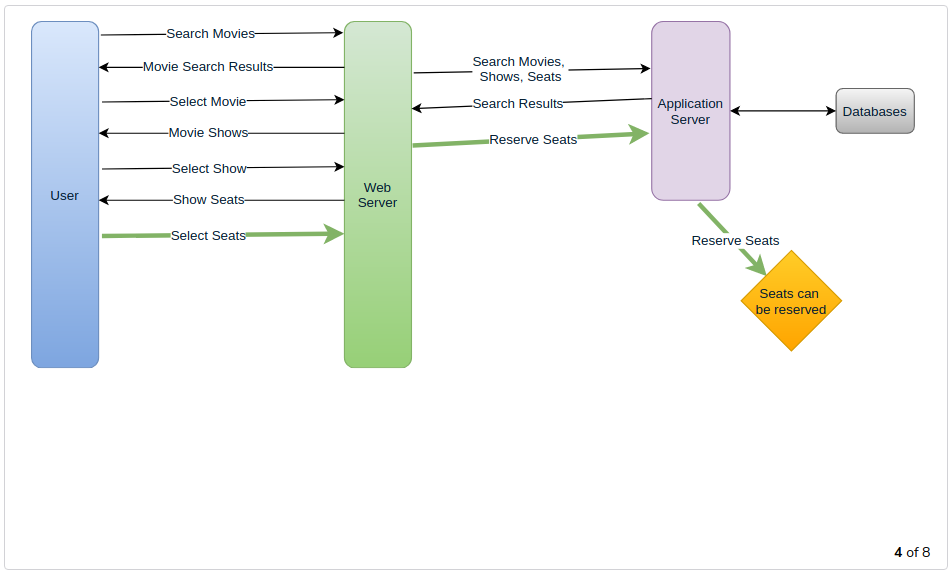 Search Movies
Movie Search Results
Select Movie
Movie Shows
Select Show
Show Seats
Select Seats
User
Web
Server
Search Movies,
Shows, Seats
Search Results
Reserve Seats
Application
Server
Databases
Reserve Seats
Seats can
be reserved
4 of 8